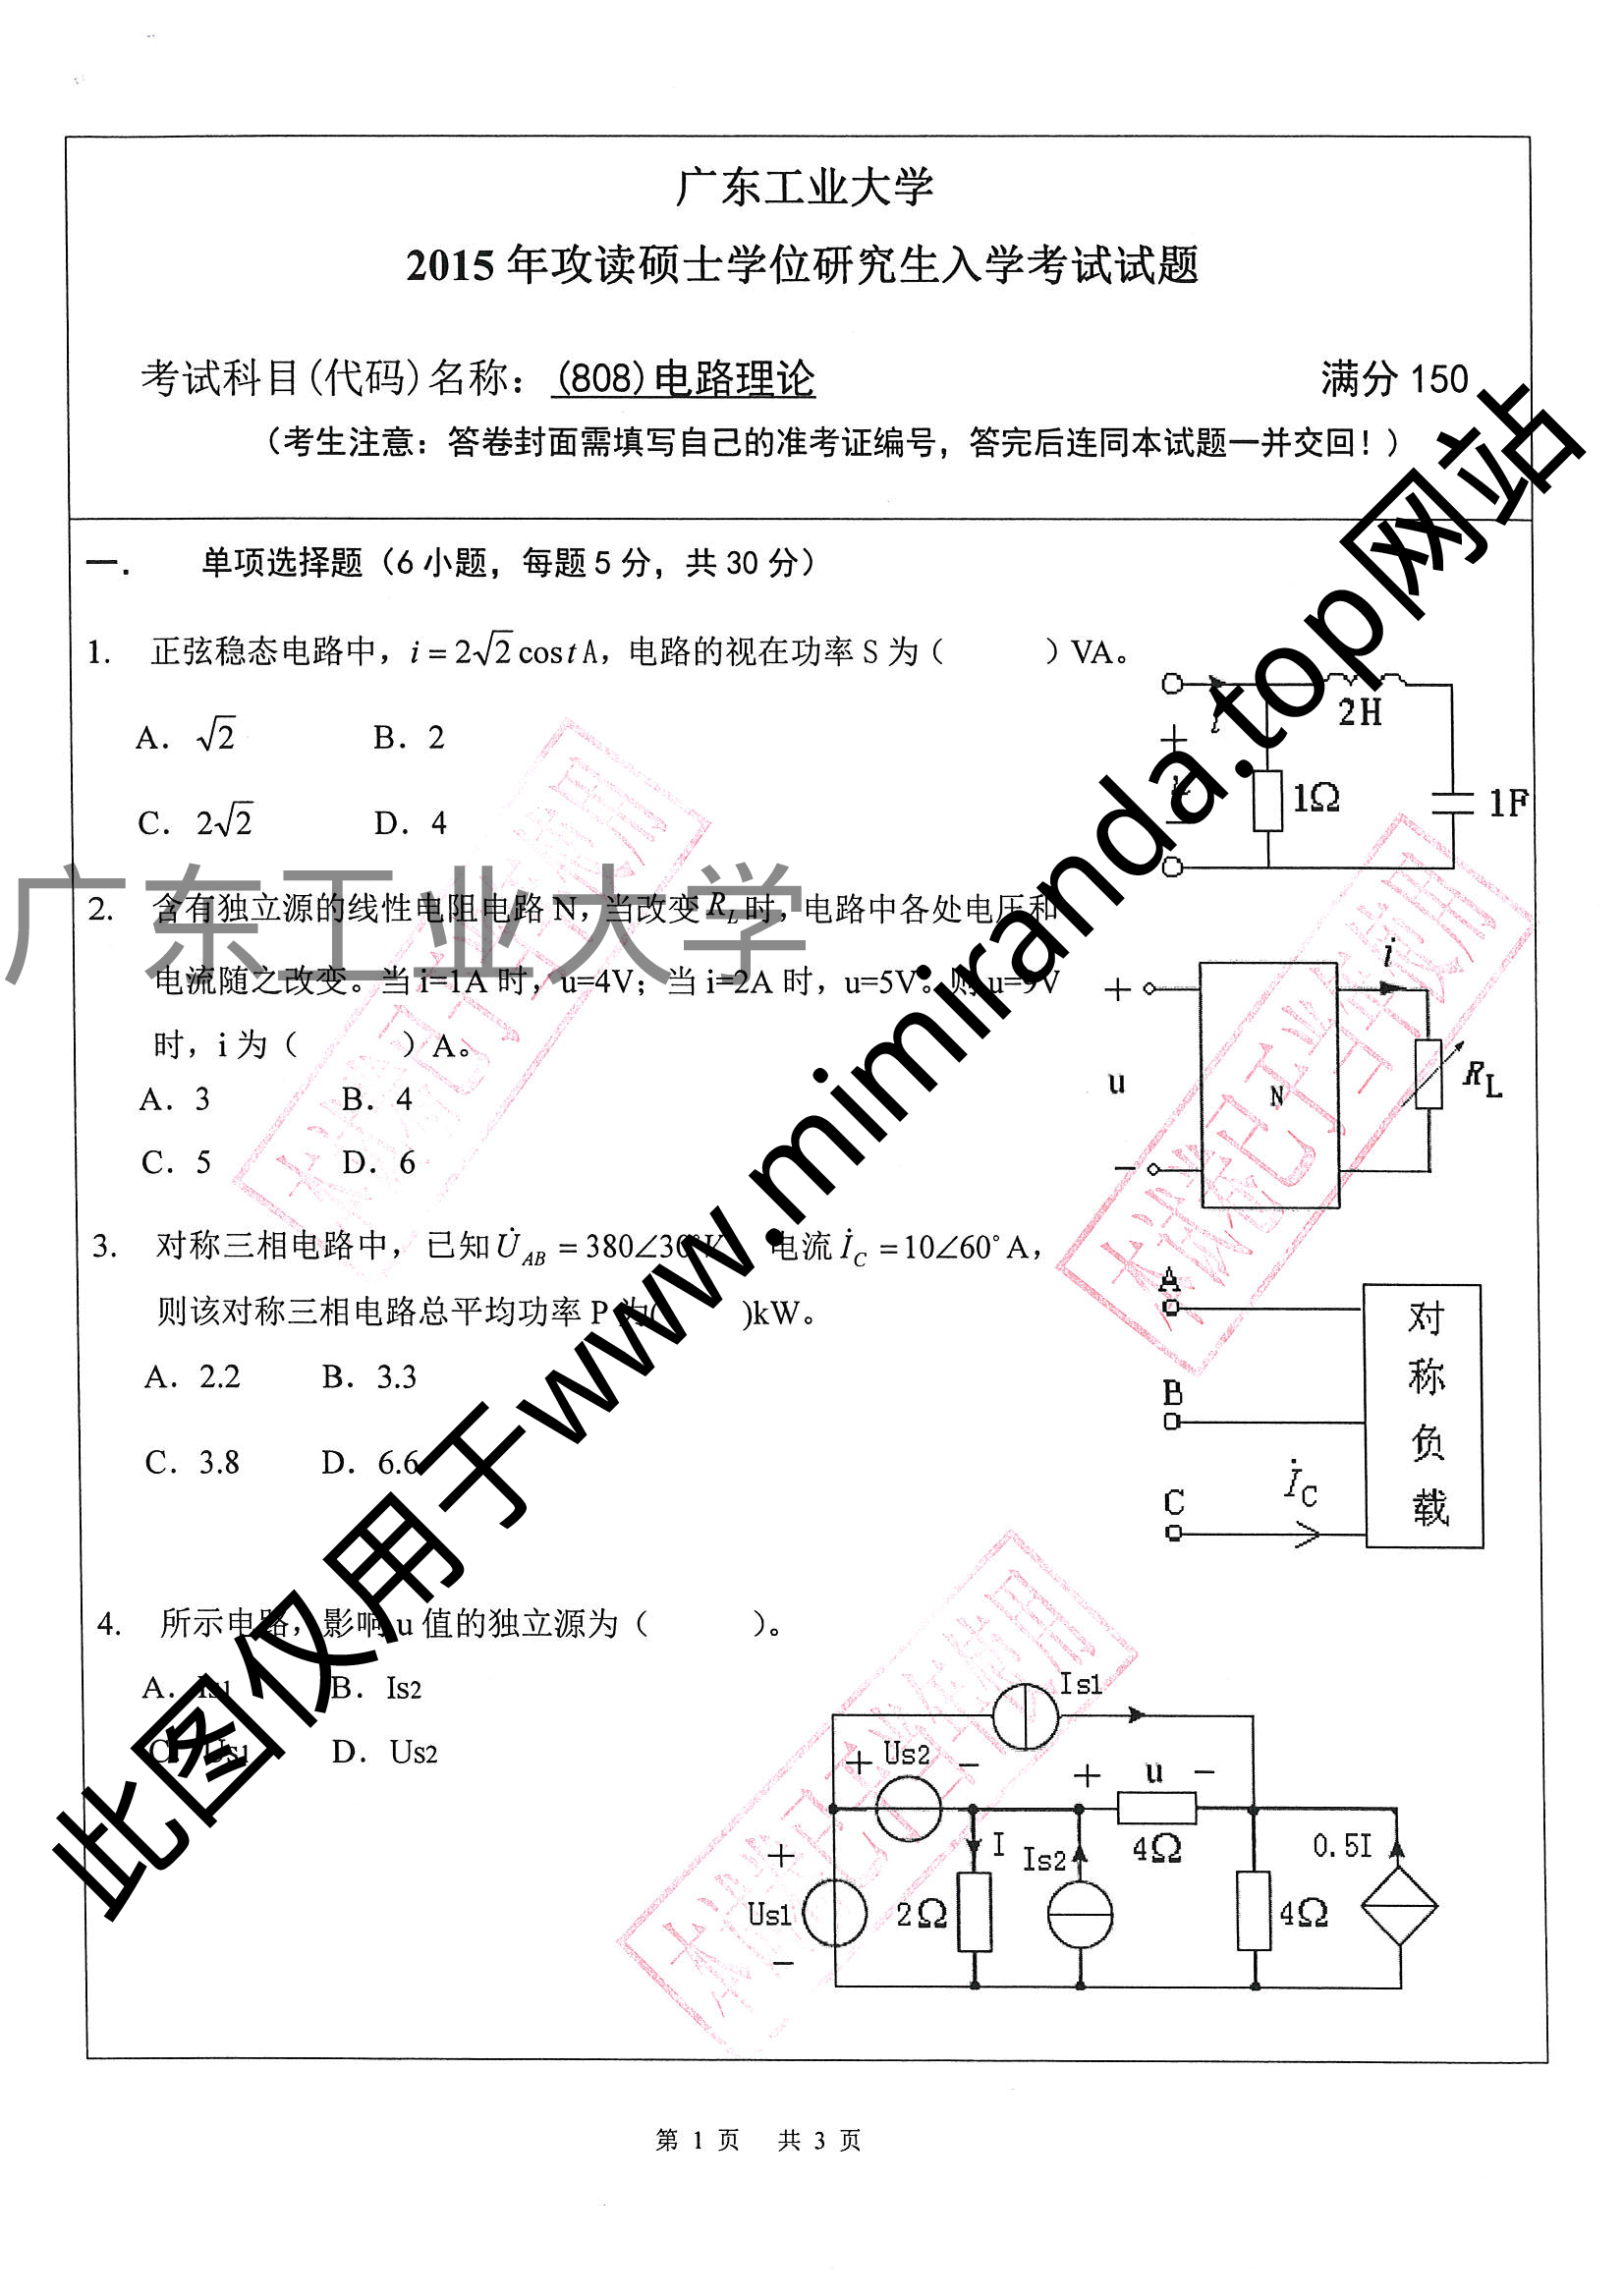 广东工业大学
2015 年攻读硕士学位研究生入学考试试题
考试科目(代码)名称：(808)电路理论 满分 150
（考生注意：答卷封面需填写自己的准考证编号，答完后连同本试题一并交回！）
一． 单项选择题（6 小题，每题 5 分，共 30 分）
1. 正弦稳态电路中，i = 2√2 cos t A，电路的视在功率 S 为（ ）VA。
A．√2 B．2
C．2√2 D．4
2H
1Ω
1F
广东工业大学
2. 含有独立源的线性电阻电路 N，当改变 R_L 时，电路中各处电压和
电流随之改变。当 i=1A 时，u=4V；当 i=2A 时，u=5V。则 u=9V
时，i 为（ ）A。
A．3 B．4
C．5 D．6
+ i
u N R_L
−
3. 对称三相电路中，已知 U̇_AB = 380∠30°V 电流 İ_C = 10∠60° A，
则该对称三相电路总平均功率 P 为( )kW。
A．2.2 B．3.3
C．3.8 D．6.6
A
B
C İ_C
对称负载
4. 所示电路，影响 u 值的独立源为（ ）。
A．Is1 B．Is2
C．Us1 D．Us2
Is1
+ Us2 − + u −
4Ω
I Is2 0.5I
+
Us1 2Ω 4Ω
−
此图仅用于www.mimiranda.top网站
第 1 页 共 3 页